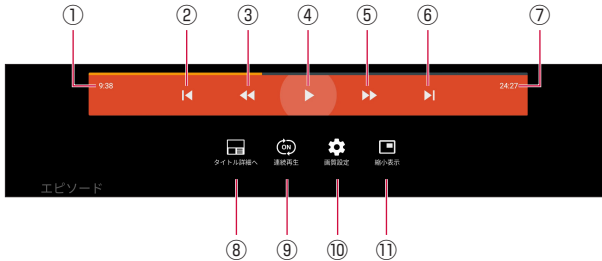 ① ② ③ ④ ⑤ ⑥ ⑦
9:38 24:27
ON
タイトル詳細へ 連続再生 画質設定 縮小表示
エピソード
⑧ ⑨ ⑩ ⑪